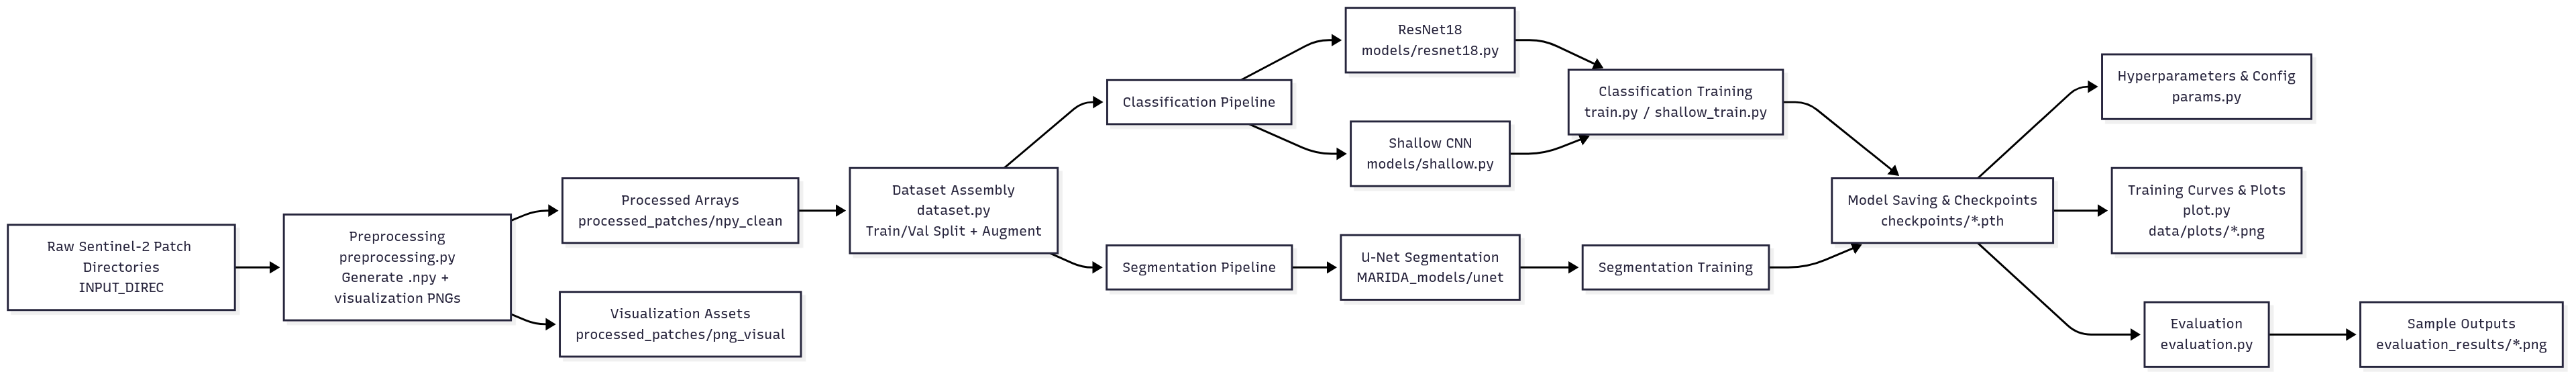 Raw Sentinel-2 Patch
Directories
INPUT_DIREC
Preprocessing
preprocessing.py
Generate .npy +
visualization PNGs
Processed Arrays
processed_patches/npy_clean
Visualization Assets
processed_patches/png_visual
Dataset Assembly
dataset.py
Train/Val Split + Augment
Classification Pipeline
Segmentation Pipeline
ResNet18
models/resnet18.py
Shallow CNN
models/shallow.py
U-Net Segmentation
MARIDA_models/unet
Classification Training
train.py / shallow_train.py
Segmentation Training
Model Saving & Checkpoints
checkpoints/*.pth
Hyperparameters & Config
params.py
Training Curves & Plots
plot.py
data/plots/*.png
Evaluation
evaluation.py
Sample Outputs
evaluation_results/*.png